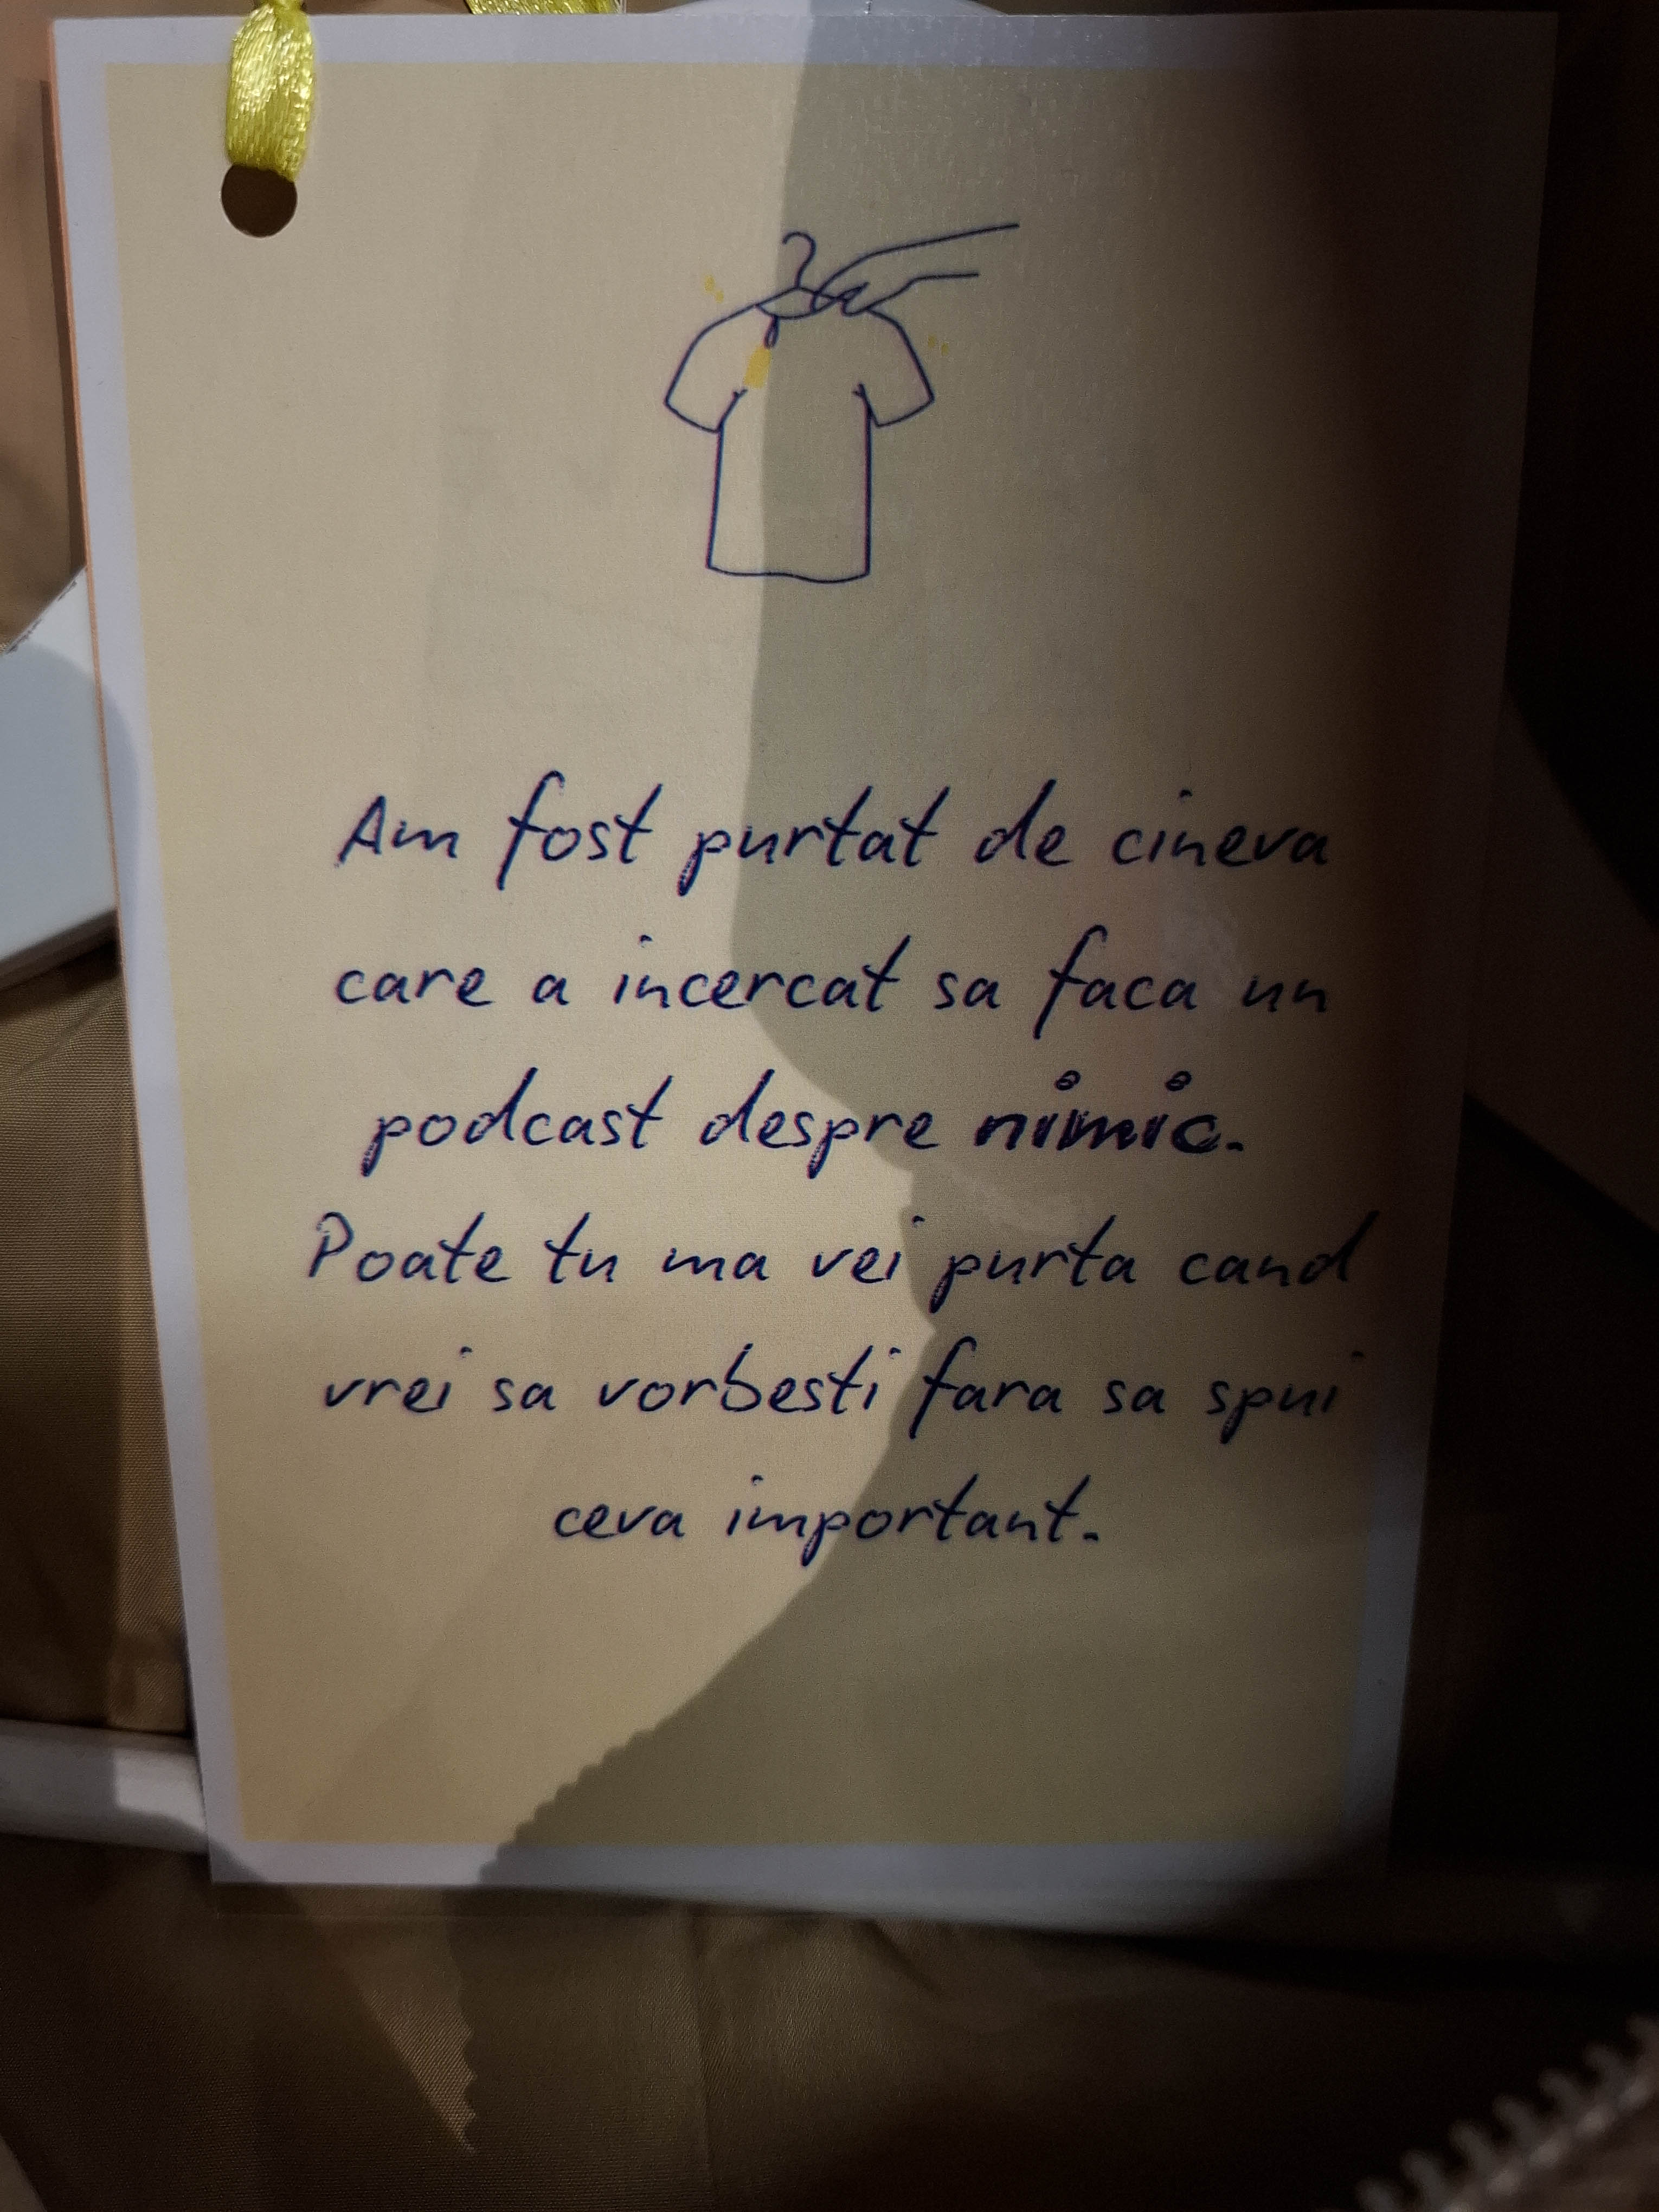 Am fost purtat de cineva
care a incercat sa faca un
podcast despre nimic.
Poate tu ma vei purta cand
vrei sa vorbesti fara sa spui
ceva important.